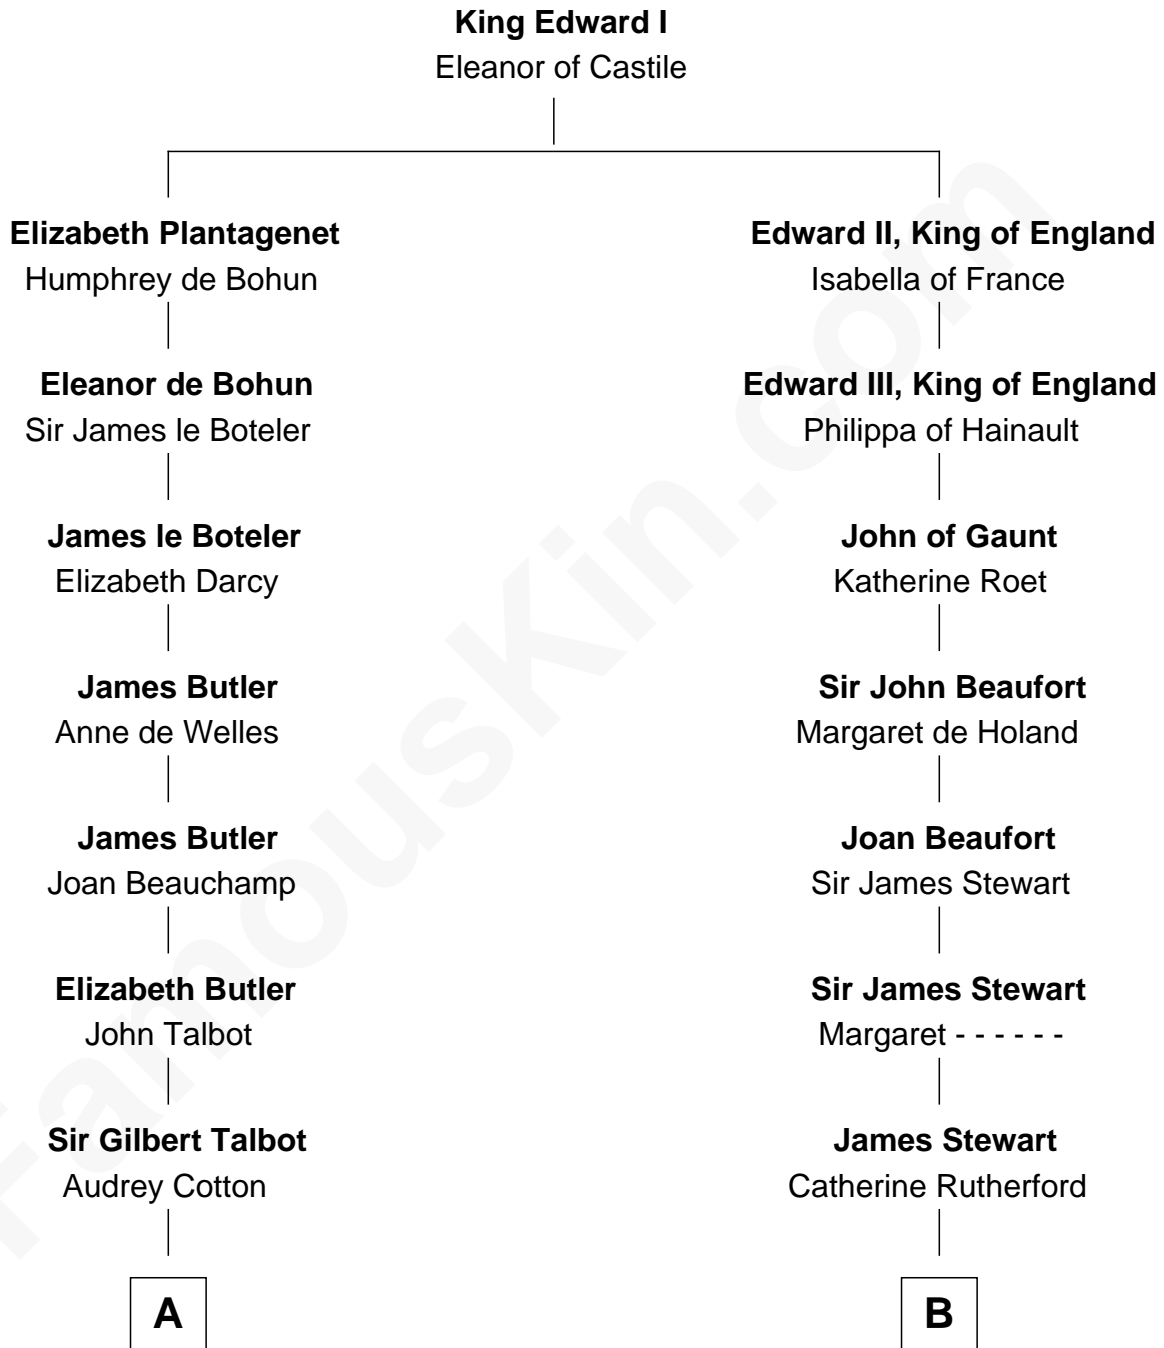 King Edward I
Eleanor of Castile
Elizabeth Plantagenet
Humphrey de Bohun
Edward II, King of England
Isabella of France
Eleanor de Bohun
Sir James le Boteler
Edward III, King of England
Philippa of Hainault
James le Boteler
Elizabeth Darcy
John of Gaunt
Katherine Roet
James Butler
Anne de Welles
Sir John Beaufort
Margaret de Holand
James Butler
Joan Beauchamp
Joan Beaufort
Sir James Stewart
Elizabeth Butler
John Talbot
Sir James Stewart
Margaret - - - - - -
Sir Gilbert Talbot
Audrey Cotton
James Stewart
Catherine Rutherford
A
B
FamousKin.com